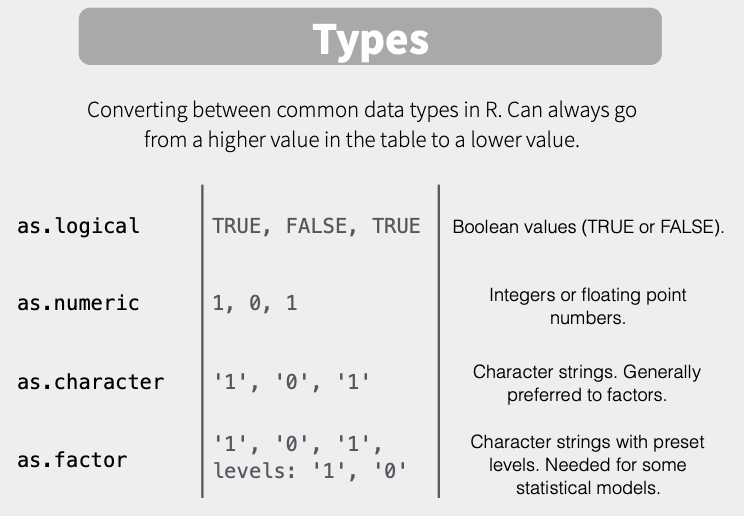 Types
Converting between common data types in R. Can always go
from a higher value in the table to a lower value.
as.logical
TRUE, FALSE, TRUE
Boolean values (TRUE or FALSE).
as.numeric
1, 0, 1
Integers or floating point
numbers.
as.character
'1', '0', '1'
Character strings. Generally
preferred to factors.
as.factor
'1', '0', '1',
levels: '1', '0'
Character strings with preset
levels. Needed for some
statistical models.